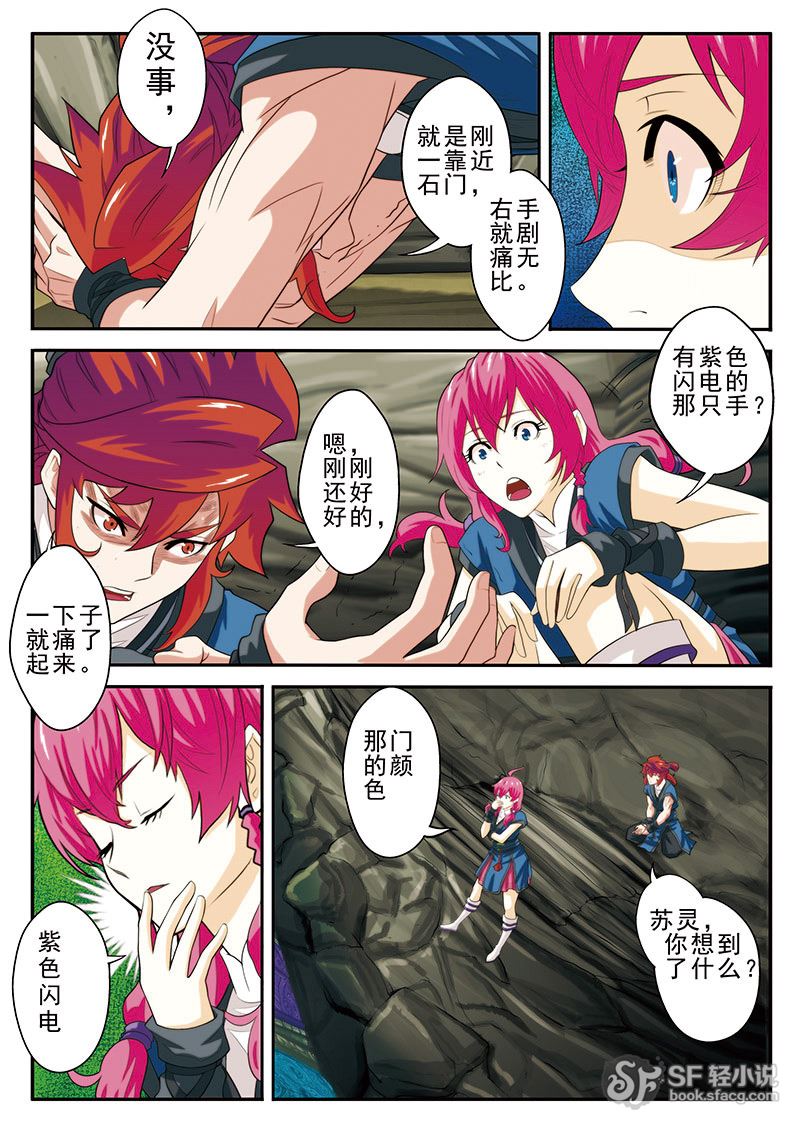 没事，
就是刚
一靠近
石门，
右手剧
就痛无
比。
有紫色
闪电的
那只手？
嗯，刚
刚还好
好的，
一下子
就痛了
起来。
紫色
闪电
那门
的颜
色
苏灵，
你想到
了什么？
SF轻小说
book.sfacg.com